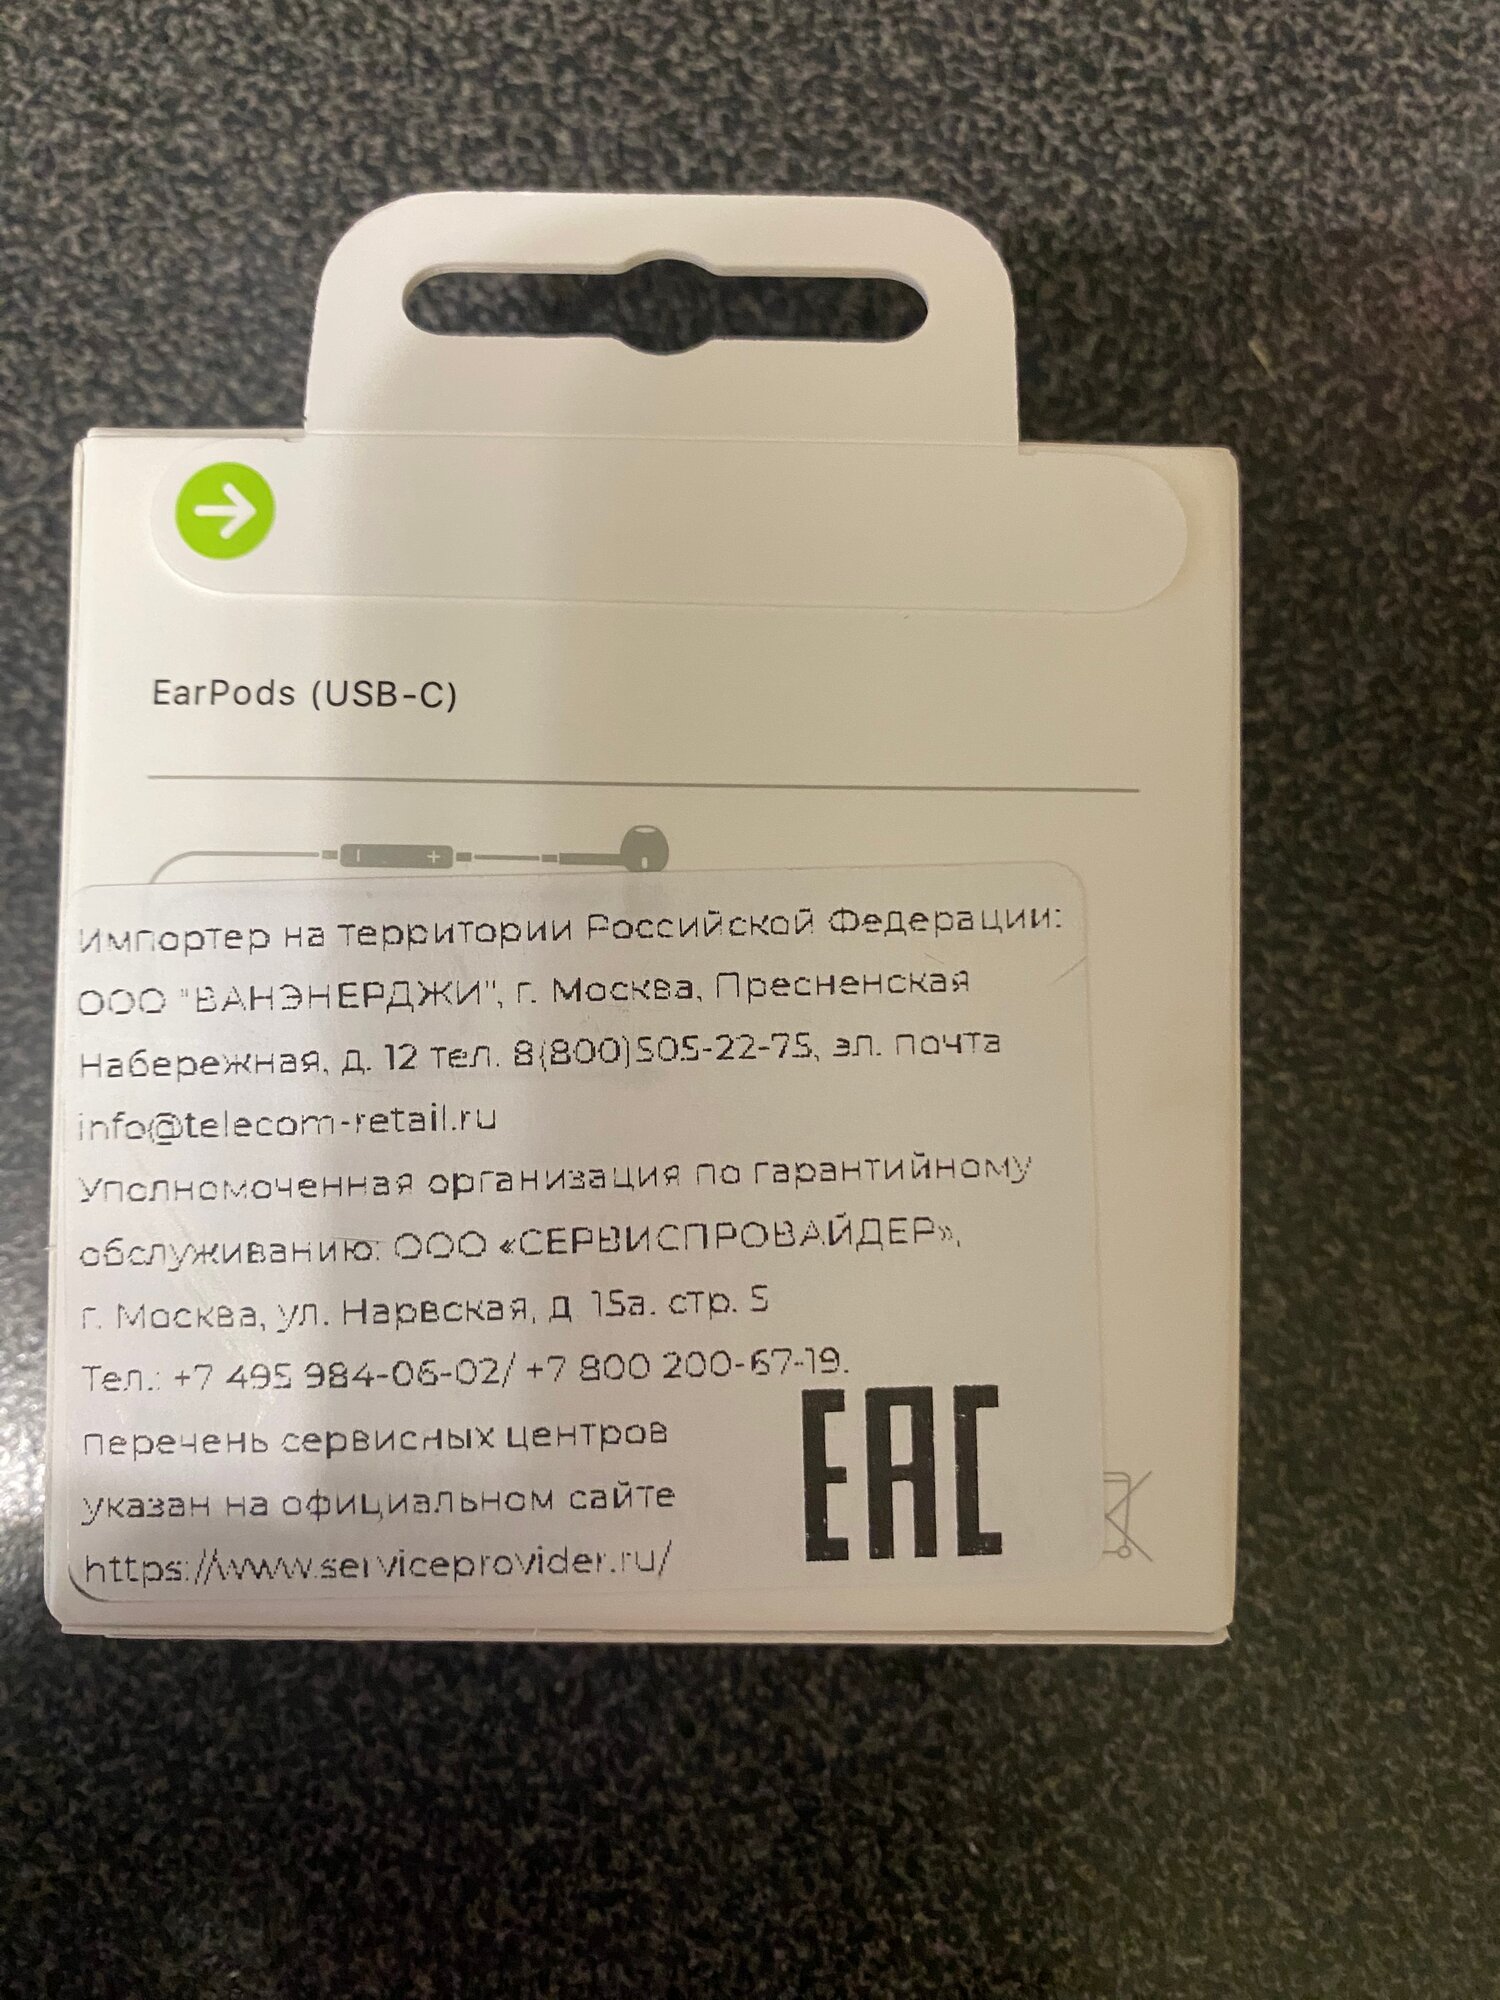 EarPods (USB-C)
Импортер на территории Российской Федерации:
ООО "ВАНЭНЕРДЖИ", г. Москва, Пресненская
Набережная, д. 12 тел. 8(800)505-22-75, эл. почта
info@telecom-retail.ru
Уполномоченная организация по гарантийному
обслуживанию: ООО «СЕРВИСПРОВАЙДЕР»,
г. Москва, ул. Нарвская, д. 15а. стр. 5
Тел.: +7 495 984-06-02/ +7 800 200-67-19.
перечень сервисных центров
указан на официальном сайте
https://www.serviceprovider.ru/
EAC